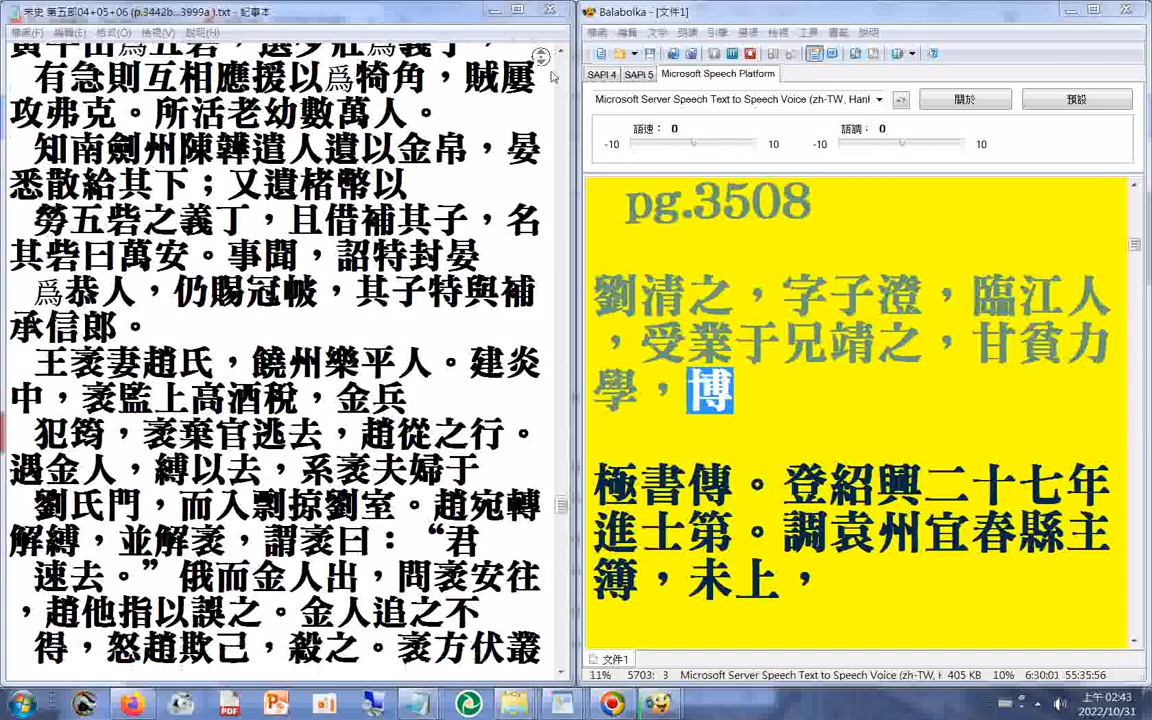 宋史 第五部04+05+06 (p.3442b...3999a ).txt - 記事本
檔案(F) 編輯(E) 格式(O) 檢視(V) 說明(H)
有急則互相應援以爲犄角，賊屢
攻弗克。所活老幼數萬人。
知南劍州陳韡遣人遺以金帛，晏
悉散給其下；又遺楮幣以
勞五砦之義丁，且借補其子，名
其砦曰萬安。事聞，詔特封晏
爲恭人，仍賜冠帔，其子特與補
承信郎。
王袤妻趙氏，饒州樂平人。建炎
中，袤監上高酒稅，金兵
犯筠，袤棄官逃去，趙從之行。
遇金人，縛以去，系袤夫婦于
劉氏門，而入剽掠劉室。趙宛轉
解縛，並解袤，謂袤曰：“君
速去。”俄而金人出，問袤安往
，趙他指以誤之。金人追之不
得，怒趙欺己，殺之。袤方伏叢
Balabolka - [文件1]
SAPI 4 SAPI 5 Microsoft Speech Platform
Microsoft Server Speech Text to Speech Voice (zh-TW, Hanl
關於 預設
語速： 0 語調： 0
-10 10 -10 10
pg.3508
劉清之，字子澄，臨江人
，受業于兄靖之，甘貧力
學，博
極書傳。登紹興二十七年
進士第。調袁州宜春縣主
簿，未上，
文件1
11% 5703: 3 Microsoft Server Speech Text to Speech Voice (zh-TW, H 405 KB 10% 6:30:01 55:35:56
上午 02:43
2022/10/31